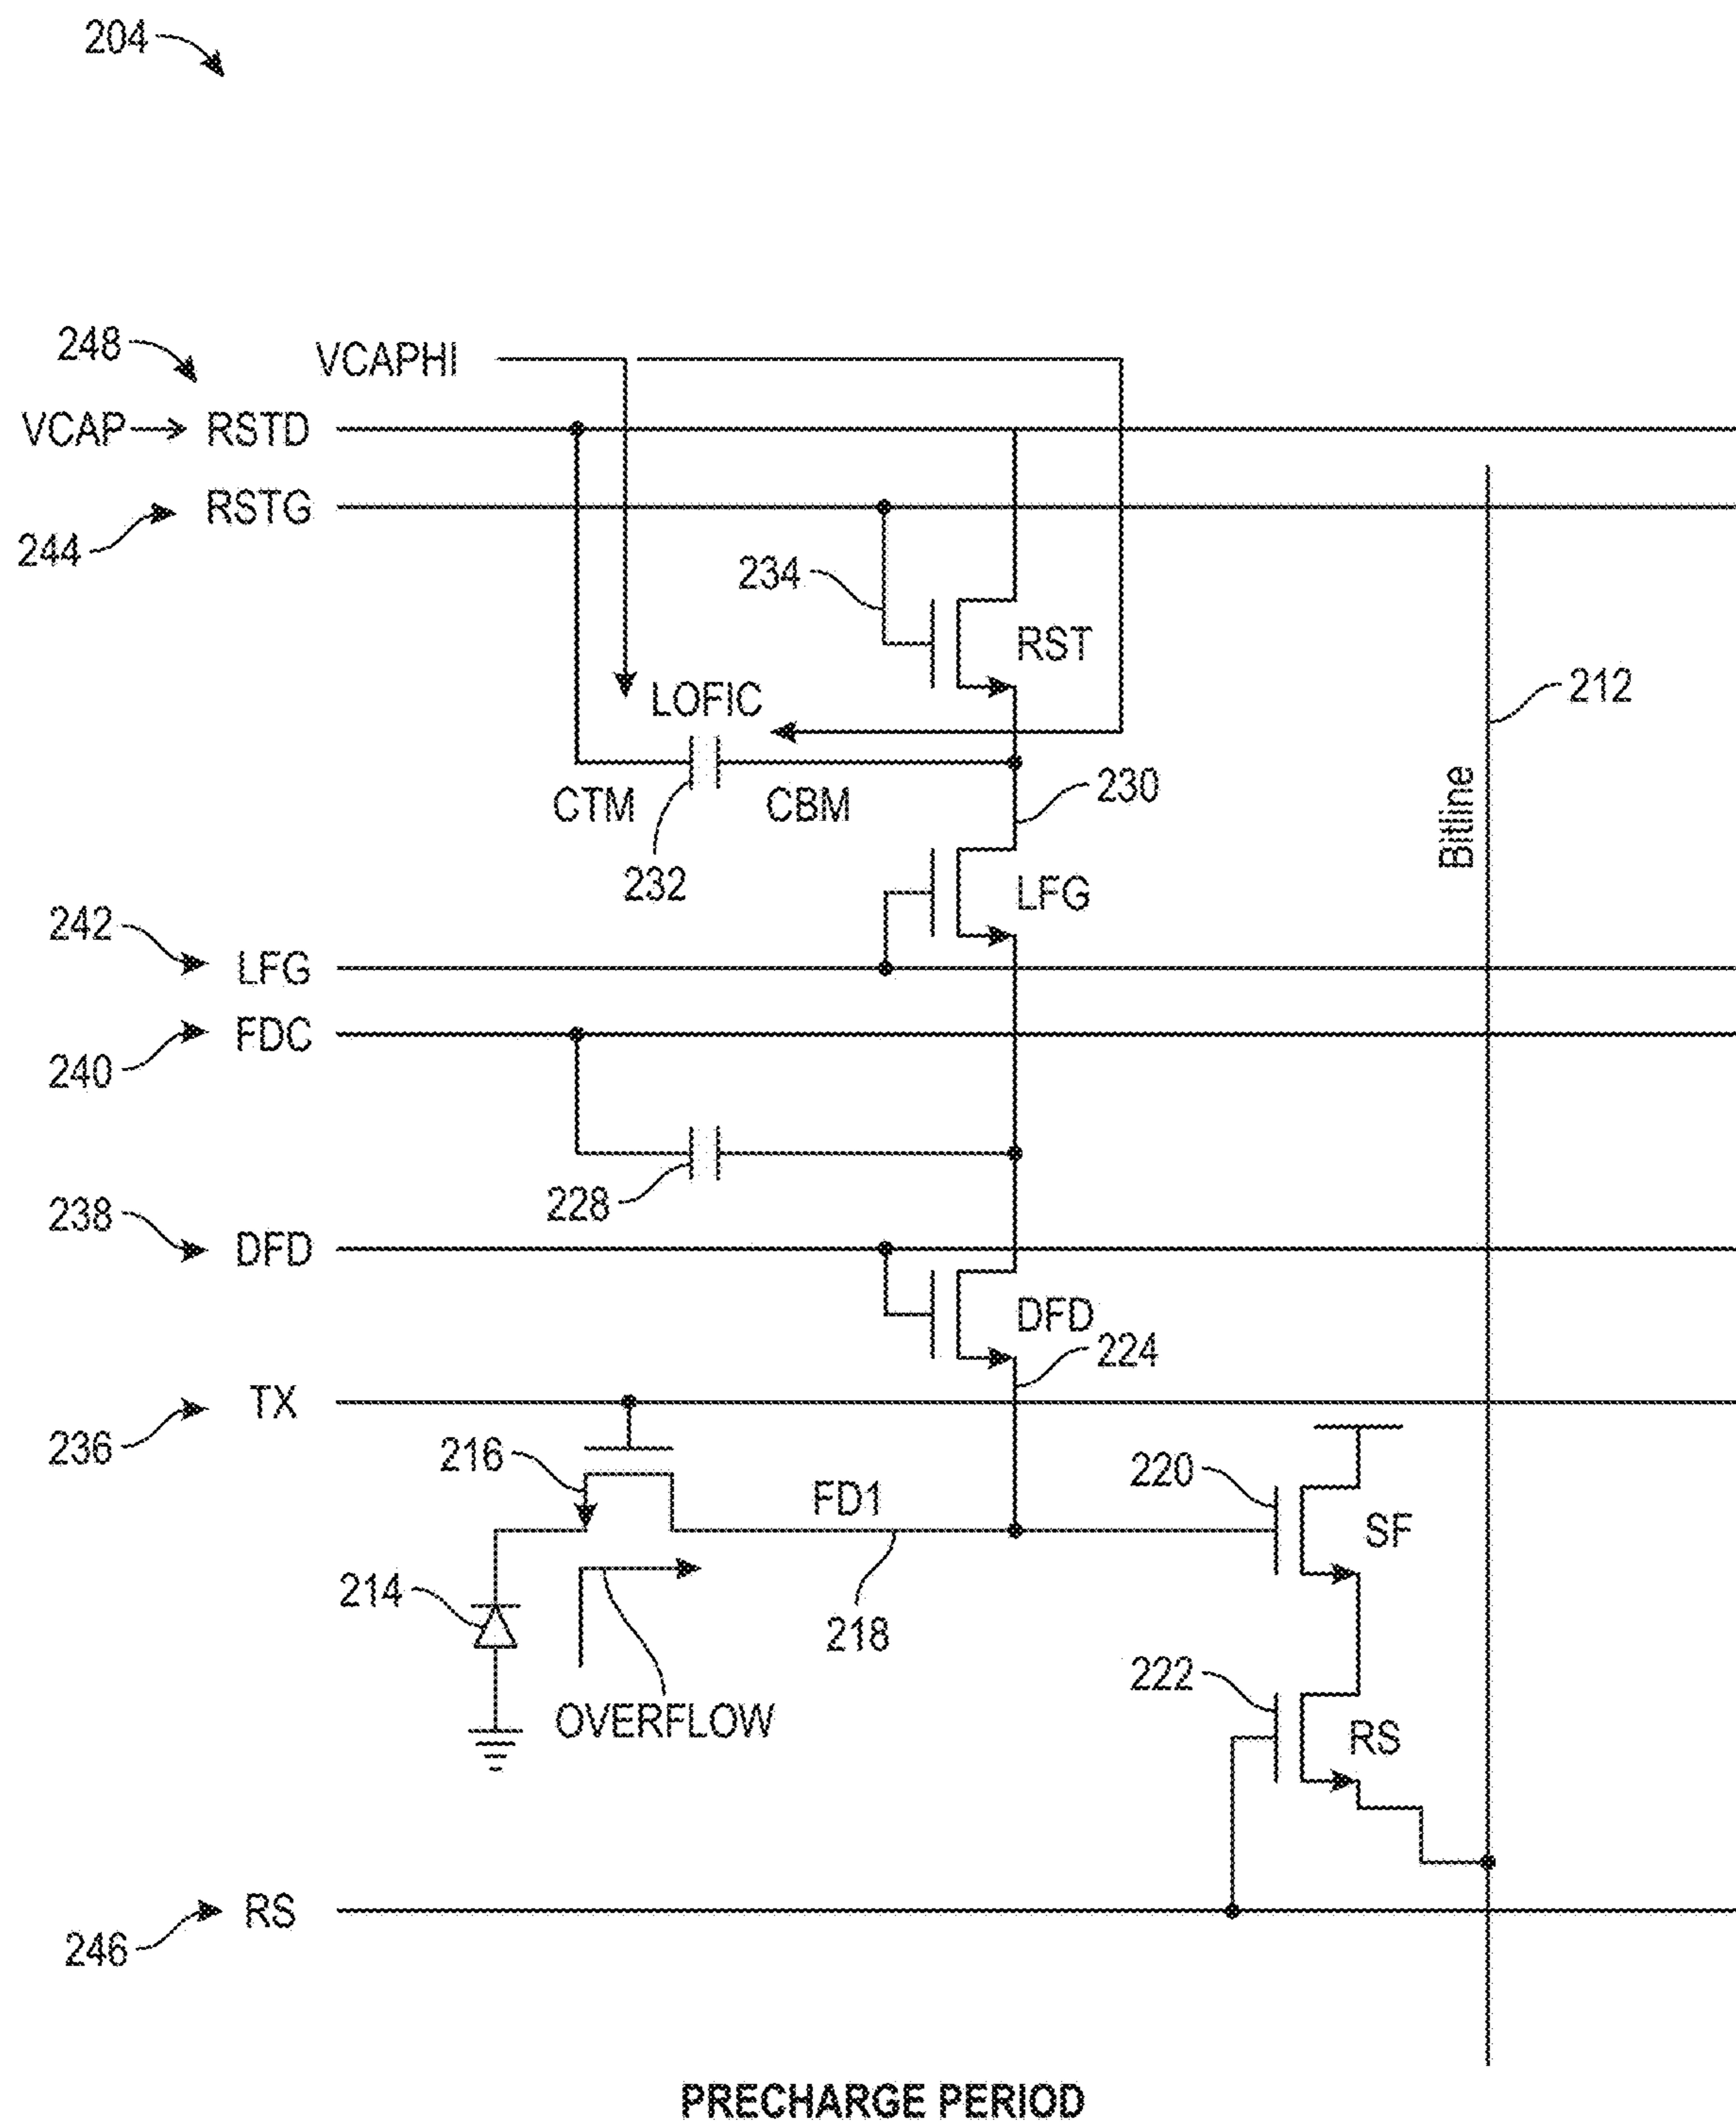 204
248
VCAPHI
VCAP
RSTD
244
RSTG
234
RST
212
LOFIC
CTM
CBM
230
Bitline
232
LFG
242
LFG
240
FDC
228
238
DFD
DFD
224
236
TX
216
FD1
220
SF
214
218
222
OVERFLOW
RS
246
RS
PRECHARGE PERIOD